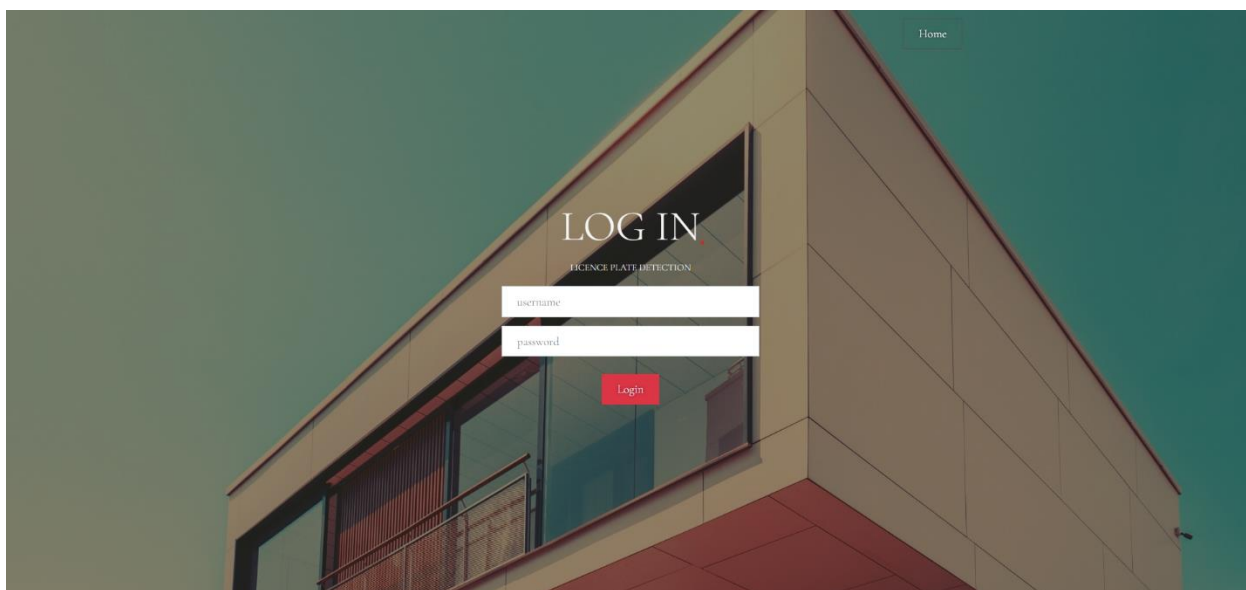 Home
LOG IN.
LICENCE PLATE DETECTION
username
password
Login